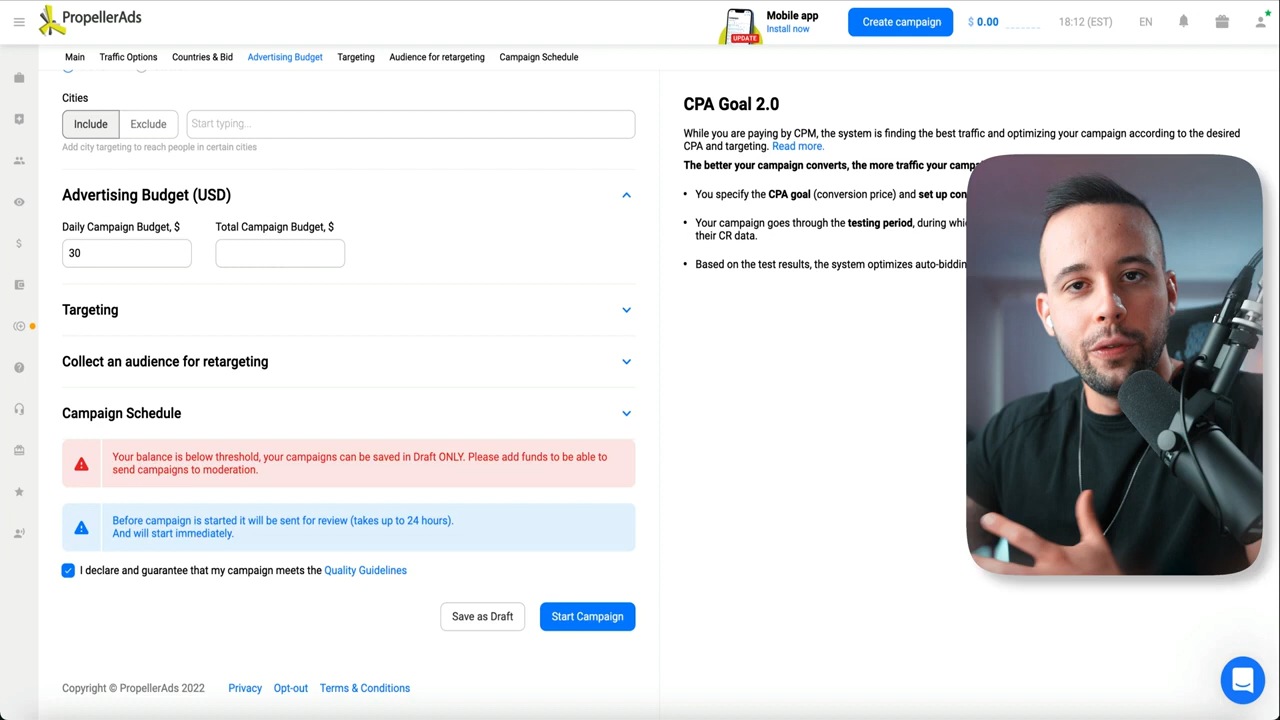 PropellerAds
UPDATE
Mobile app
Install now
Create campaign
$ 0.00
18:12 (EST)
EN
Main
Traffic Options
Countries & Bid
Advertising Budget
Targeting
Audience for retargeting
Campaign Schedule
Cities
Include
Exclude
Start typing...
Add city targeting to reach people in certain cities
Advertising Budget (USD)
Daily Campaign Budget, $
Total Campaign Budget, $
30
Targeting
Collect an audience for retargeting
Campaign Schedule
Your balance is below threshold, your campaigns can be saved in Draft ONLY. Please add funds to be able to
send campaigns to moderation.
Before campaign is started it will be sent for review (takes up to 24 hours).
And will start immediately.
I declare and guarantee that my campaign meets the Quality Guidelines
Save as Draft
Start Campaign
Copyright © PropellerAds 2022
Privacy
Opt-out
Terms & Conditions
CPA Goal 2.0
While you are paying by CPM, the system is finding the best traffic and optimizing your campaign according to the desired
CPA and targeting. Read more.
The better your campaign converts, the more traffic your
• You specify the CPA goal (conversion price) and set up
• Your campaign goes through the testing period, during
their CR data.
• Based on the test results, the system optimizes